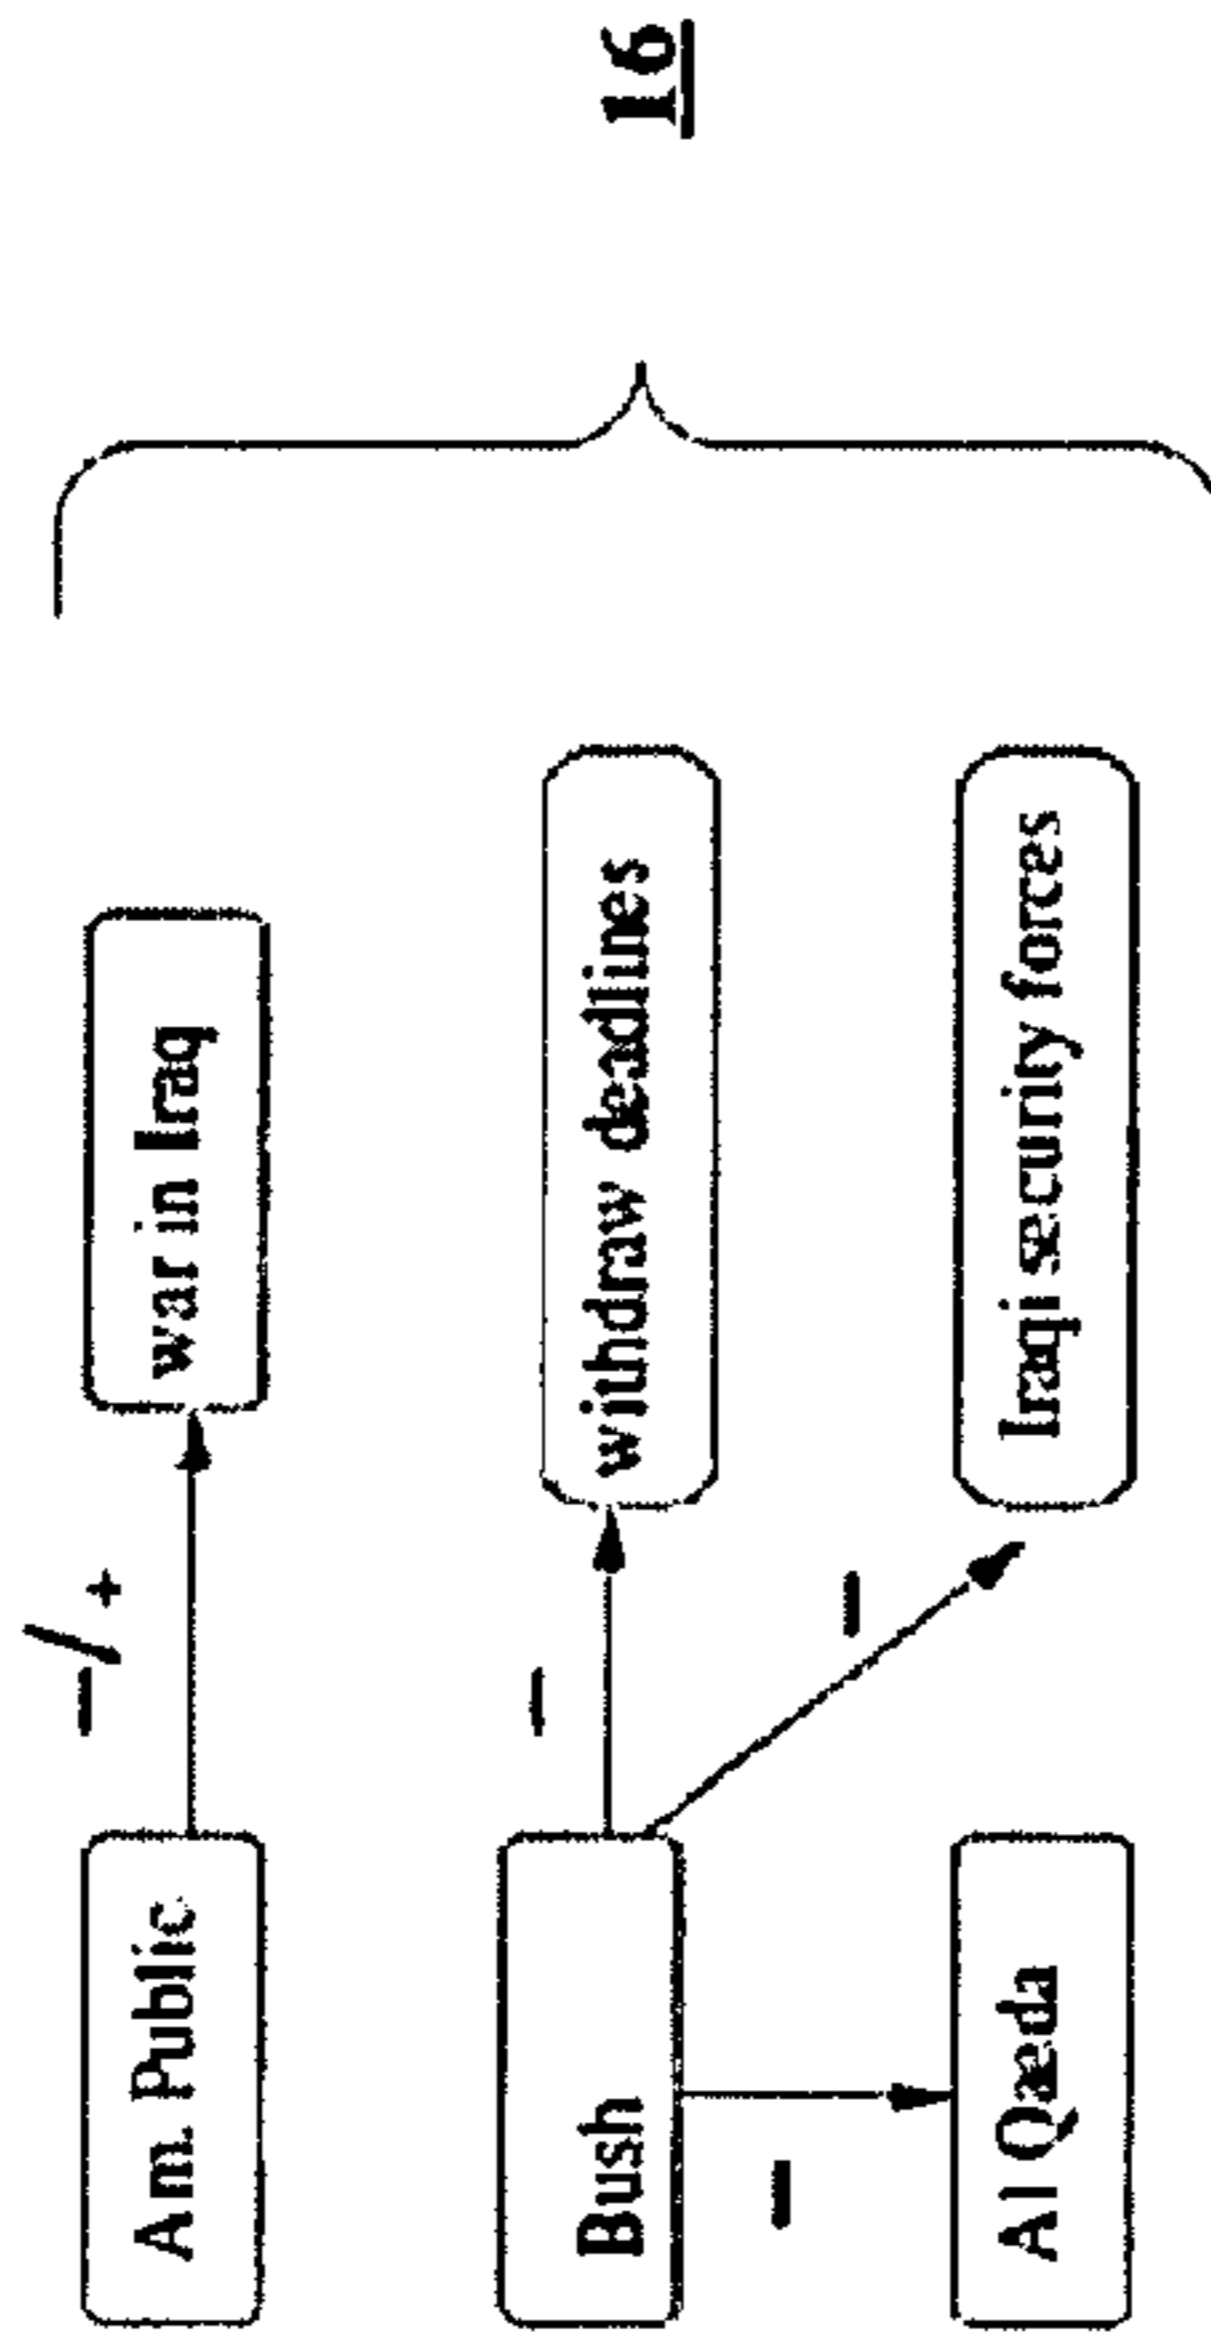 Am. Public
-/+
war in Iraq
Bush
-
withdraw deadlines
-
-
Al Qaeda
Iraqi security forces
16